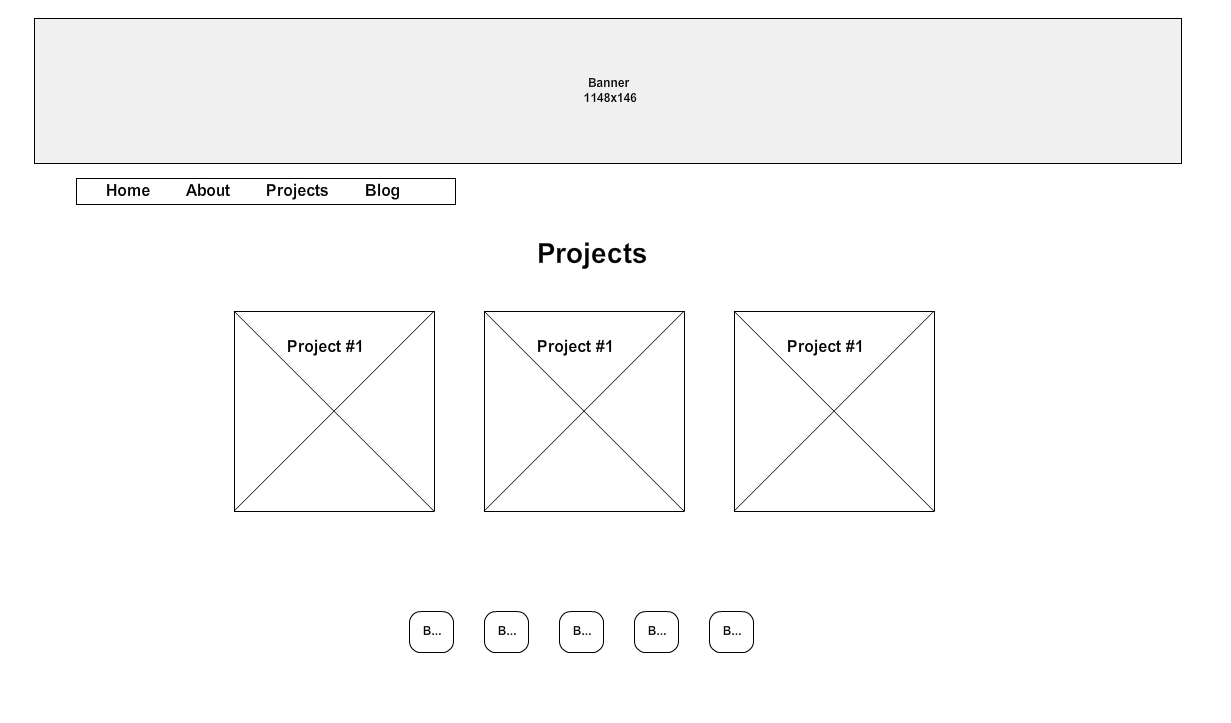 Banner
1148x146
Home About Projects Blog
Projects
Project #1 Project #1 Project #1
B... B... B... B... B...